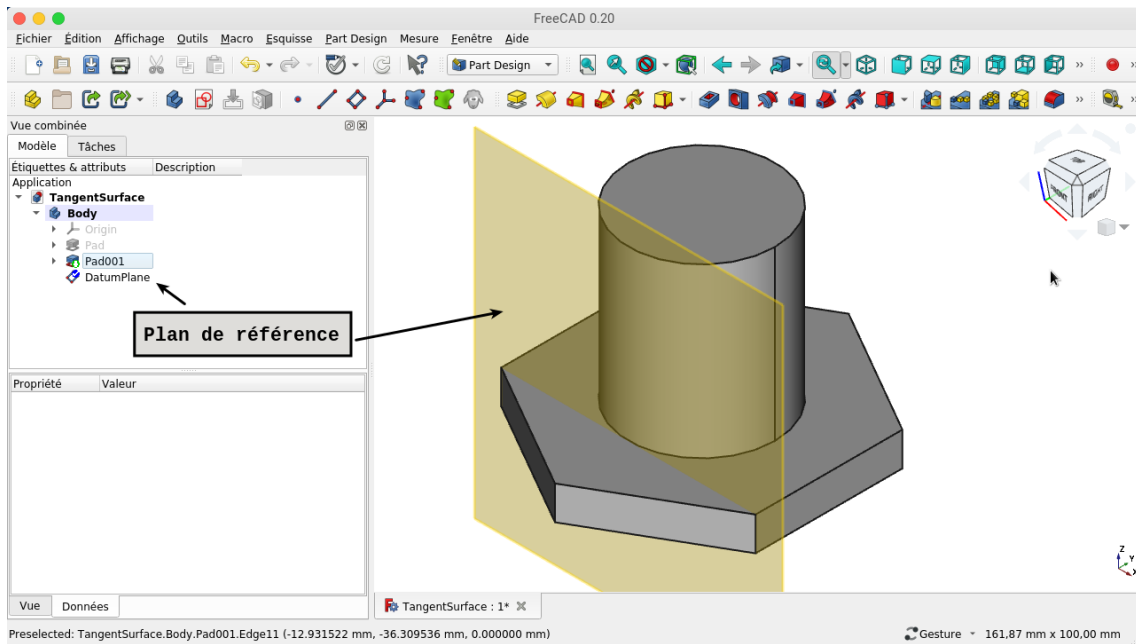 FreeCAD 0.20
Fichier Édition Affichage Outils Macro Esquisse Part Design Mesure Fenêtre Aide
Part Design
Vue combinée
Modèle Tâches
Étiquettes & attributs Description
Application
TangentSurface
Body
Origin
Pad
Pad001
DatumPlane
Plan de référence
Propriété Valeur
Vue Données
TangentSurface : 1*
TOP
FRONT RIGHT
Z
Y
X
Preselected: TangentSurface.Body.Pad001.Edge11 (-12.931522 mm, -36.309536 mm, 0.000000 mm)
Gesture 161,87 mm x 100,00 mm